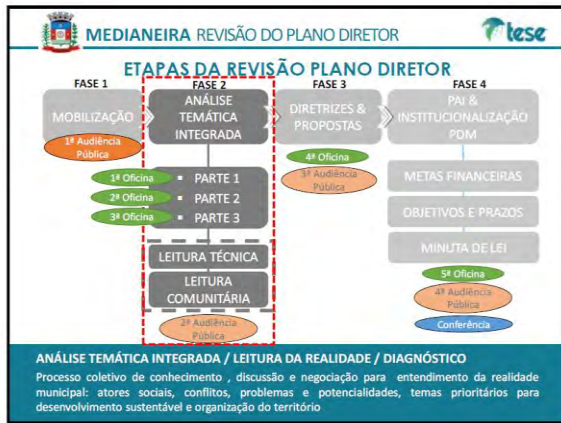 MEDIANEIRA REVISÃO DO PLANO DIRETOR
tese
ETAPAS DA REVISÃO PLANO DIRETOR
FASE 1
MOBILIZAÇÃO
1ª Audiência
Pública
FASE 2
ANÁLISE
TEMÁTICA
INTEGRADA
1ª Oficina
▪ PARTE 1
2ª Oficina
▪ PARTE 2
3ª Oficina
▪ PARTE 3
LEITURA TÉCNICA
LEITURA
COMUNITÁRIA
2ª Audiência
Pública
FASE 3
DIRETRIZES &
PROPOSTAS
4ª Oficina
3ª Audiência
Pública
FASE 4
PAI &
INSTITUCIONALIZAÇÃO
PDM
METAS FINANCEIRAS
OBJETIVOS E PRAZOS
MINUTA DE LEI
5ª Oficina
4ª Audiência
Pública
Conferência
ANÁLISE TEMÁTICA INTEGRADA / LEITURA DA REALIDADE / DIAGNÓSTICO
Processo coletivo de conhecimento , discussão e negociação para entendimento da realidade
municipal: atores sociais, conflitos, problemas e potencialidades, temas prioritários para
desenvolvimento sustentável e organização do território